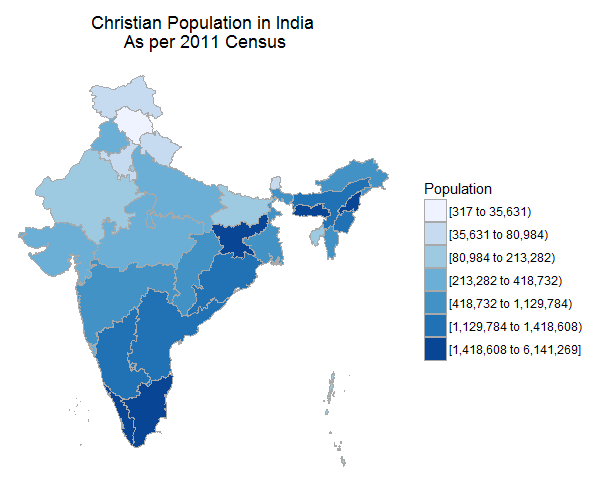 Christian Population in India
As per 2011 Census
Population
[317 to 35,631)
[35,631 to 80,984)
[80,984 to 213,282)
[213,282 to 418,732)
[418,732 to 1,129,784)
[1,129,784 to 1,418,608)
[1,418,608 to 6,141,269]